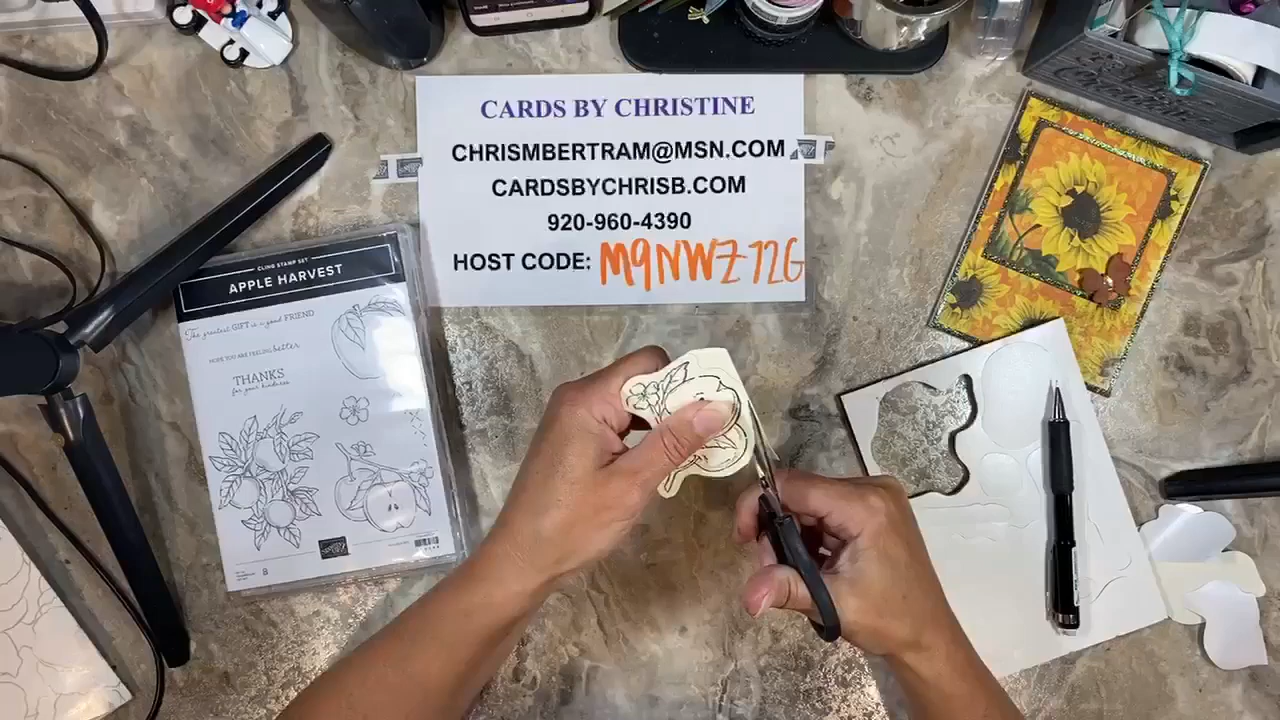 CARDS BY CHRISTINE
CHRISMBERTRAM@MSN.COM
CARDSBYCHRISB.COM
920-960-4390
HOST CODE: M9NWZ72G
CLING STAMP SET
APPLE HARVEST
The greatest GIFT is a good FRIEND
HOPE YOU ARE FEELING better
THANKS
for your kindness
8